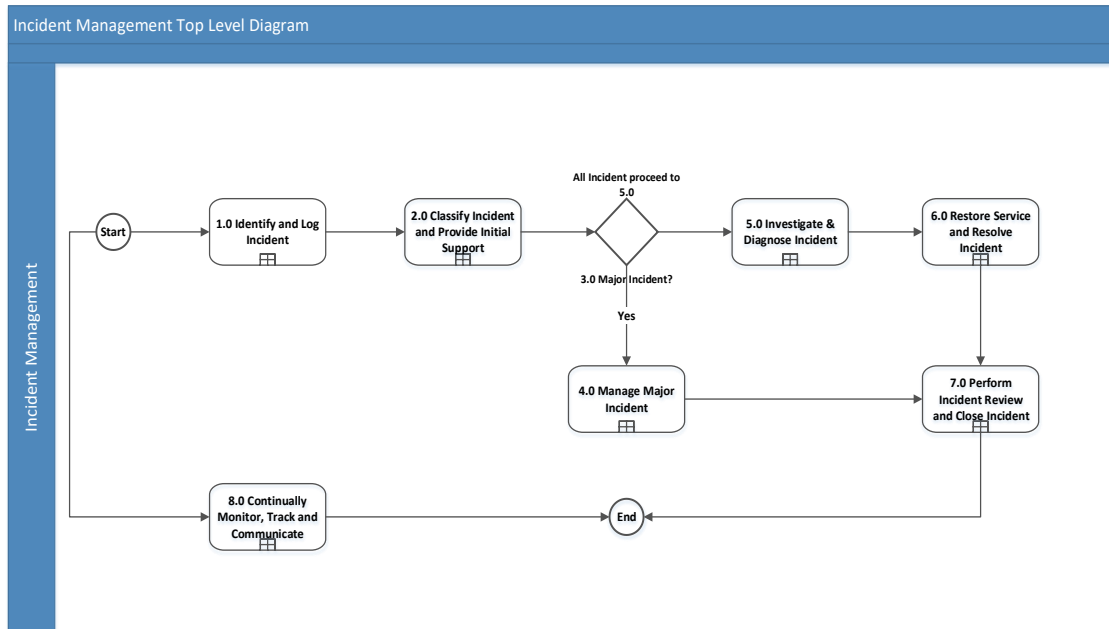 Incident Management Top Level Diagram
Incident Management
All Incident proceed to
5.0
Start
1.0 Identify and Log
Incident
2.0 Classify Incident
and Provide Initial
Support
3.0 Major Incident?
5.0 Investigate &
Diagnose Incident
6.0 Restore Service
and Resolve
Incident
Yes
4.0 Manage Major
Incident
7.0 Perform
Incident Review
and Close Incident
8.0 Continually
Monitor, Track and
Communicate
End